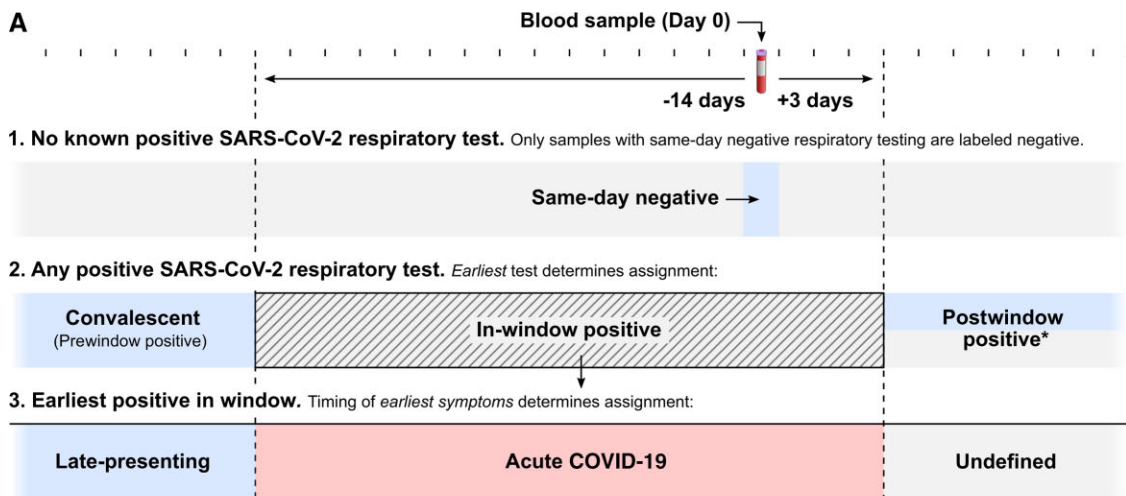 A
Blood sample (Day 0)
-14 days
+3 days
1. No known positive SARS-CoV-2 respiratory test. Only samples with same-day negative respiratory testing are labeled negative.
Same-day negative
2. Any positive SARS-CoV-2 respiratory test. Earliest test determines assignment:
Convalescent
(Prewindow positive)
In-window positive
Postwindow
positive*
3. Earliest positive in window. Timing of earliest symptoms determines assignment:
Late-presenting
Acute COVID-19
Undefined